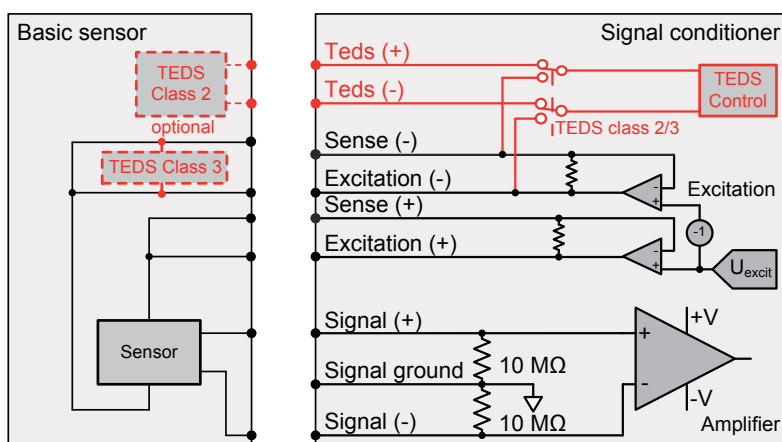 Basic sensor
TEDS
Class 2
optional
TEDS Class 3
Sensor
Signal conditioner
Teds (+)
Teds (-)
TEDS
Control
TEDS class 2/3
Sense (-)
Excitation (-)
Excitation
Sense (+)
Excitation (+)
-
+
-1
-
+
Uexcit
Signal (+)
+
+V
10 MΩ
Signal ground
-
-V
10 MΩ
Signal (-)
Amplifier